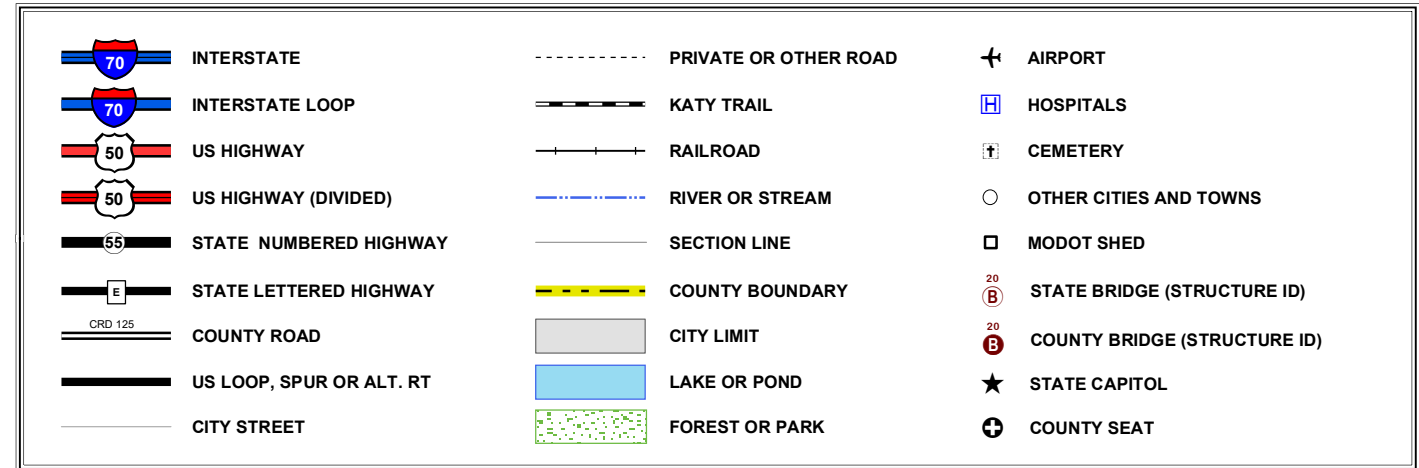 70 INTERSTATE
70 INTERSTATE LOOP
50 US HIGHWAY
50 US HIGHWAY (DIVIDED)
55 STATE NUMBERED HIGHWAY
E STATE LETTERED HIGHWAY
CRD 125
COUNTY ROAD
US LOOP, SPUR OR ALT. RT
CITY STREET
PRIVATE OR OTHER ROAD
KATY TRAIL
RAILROAD
RIVER OR STREAM
SECTION LINE
COUNTY BOUNDARY
CITY LIMIT
LAKE OR POND
FOREST OR PARK
AIRPORT
H HOSPITALS
CEMETERY
OTHER CITIES AND TOWNS
MODOT SHED
20
B STATE BRIDGE (STRUCTURE ID)
20
B COUNTY BRIDGE (STRUCTURE ID)
STATE CAPITOL
COUNTY SEAT